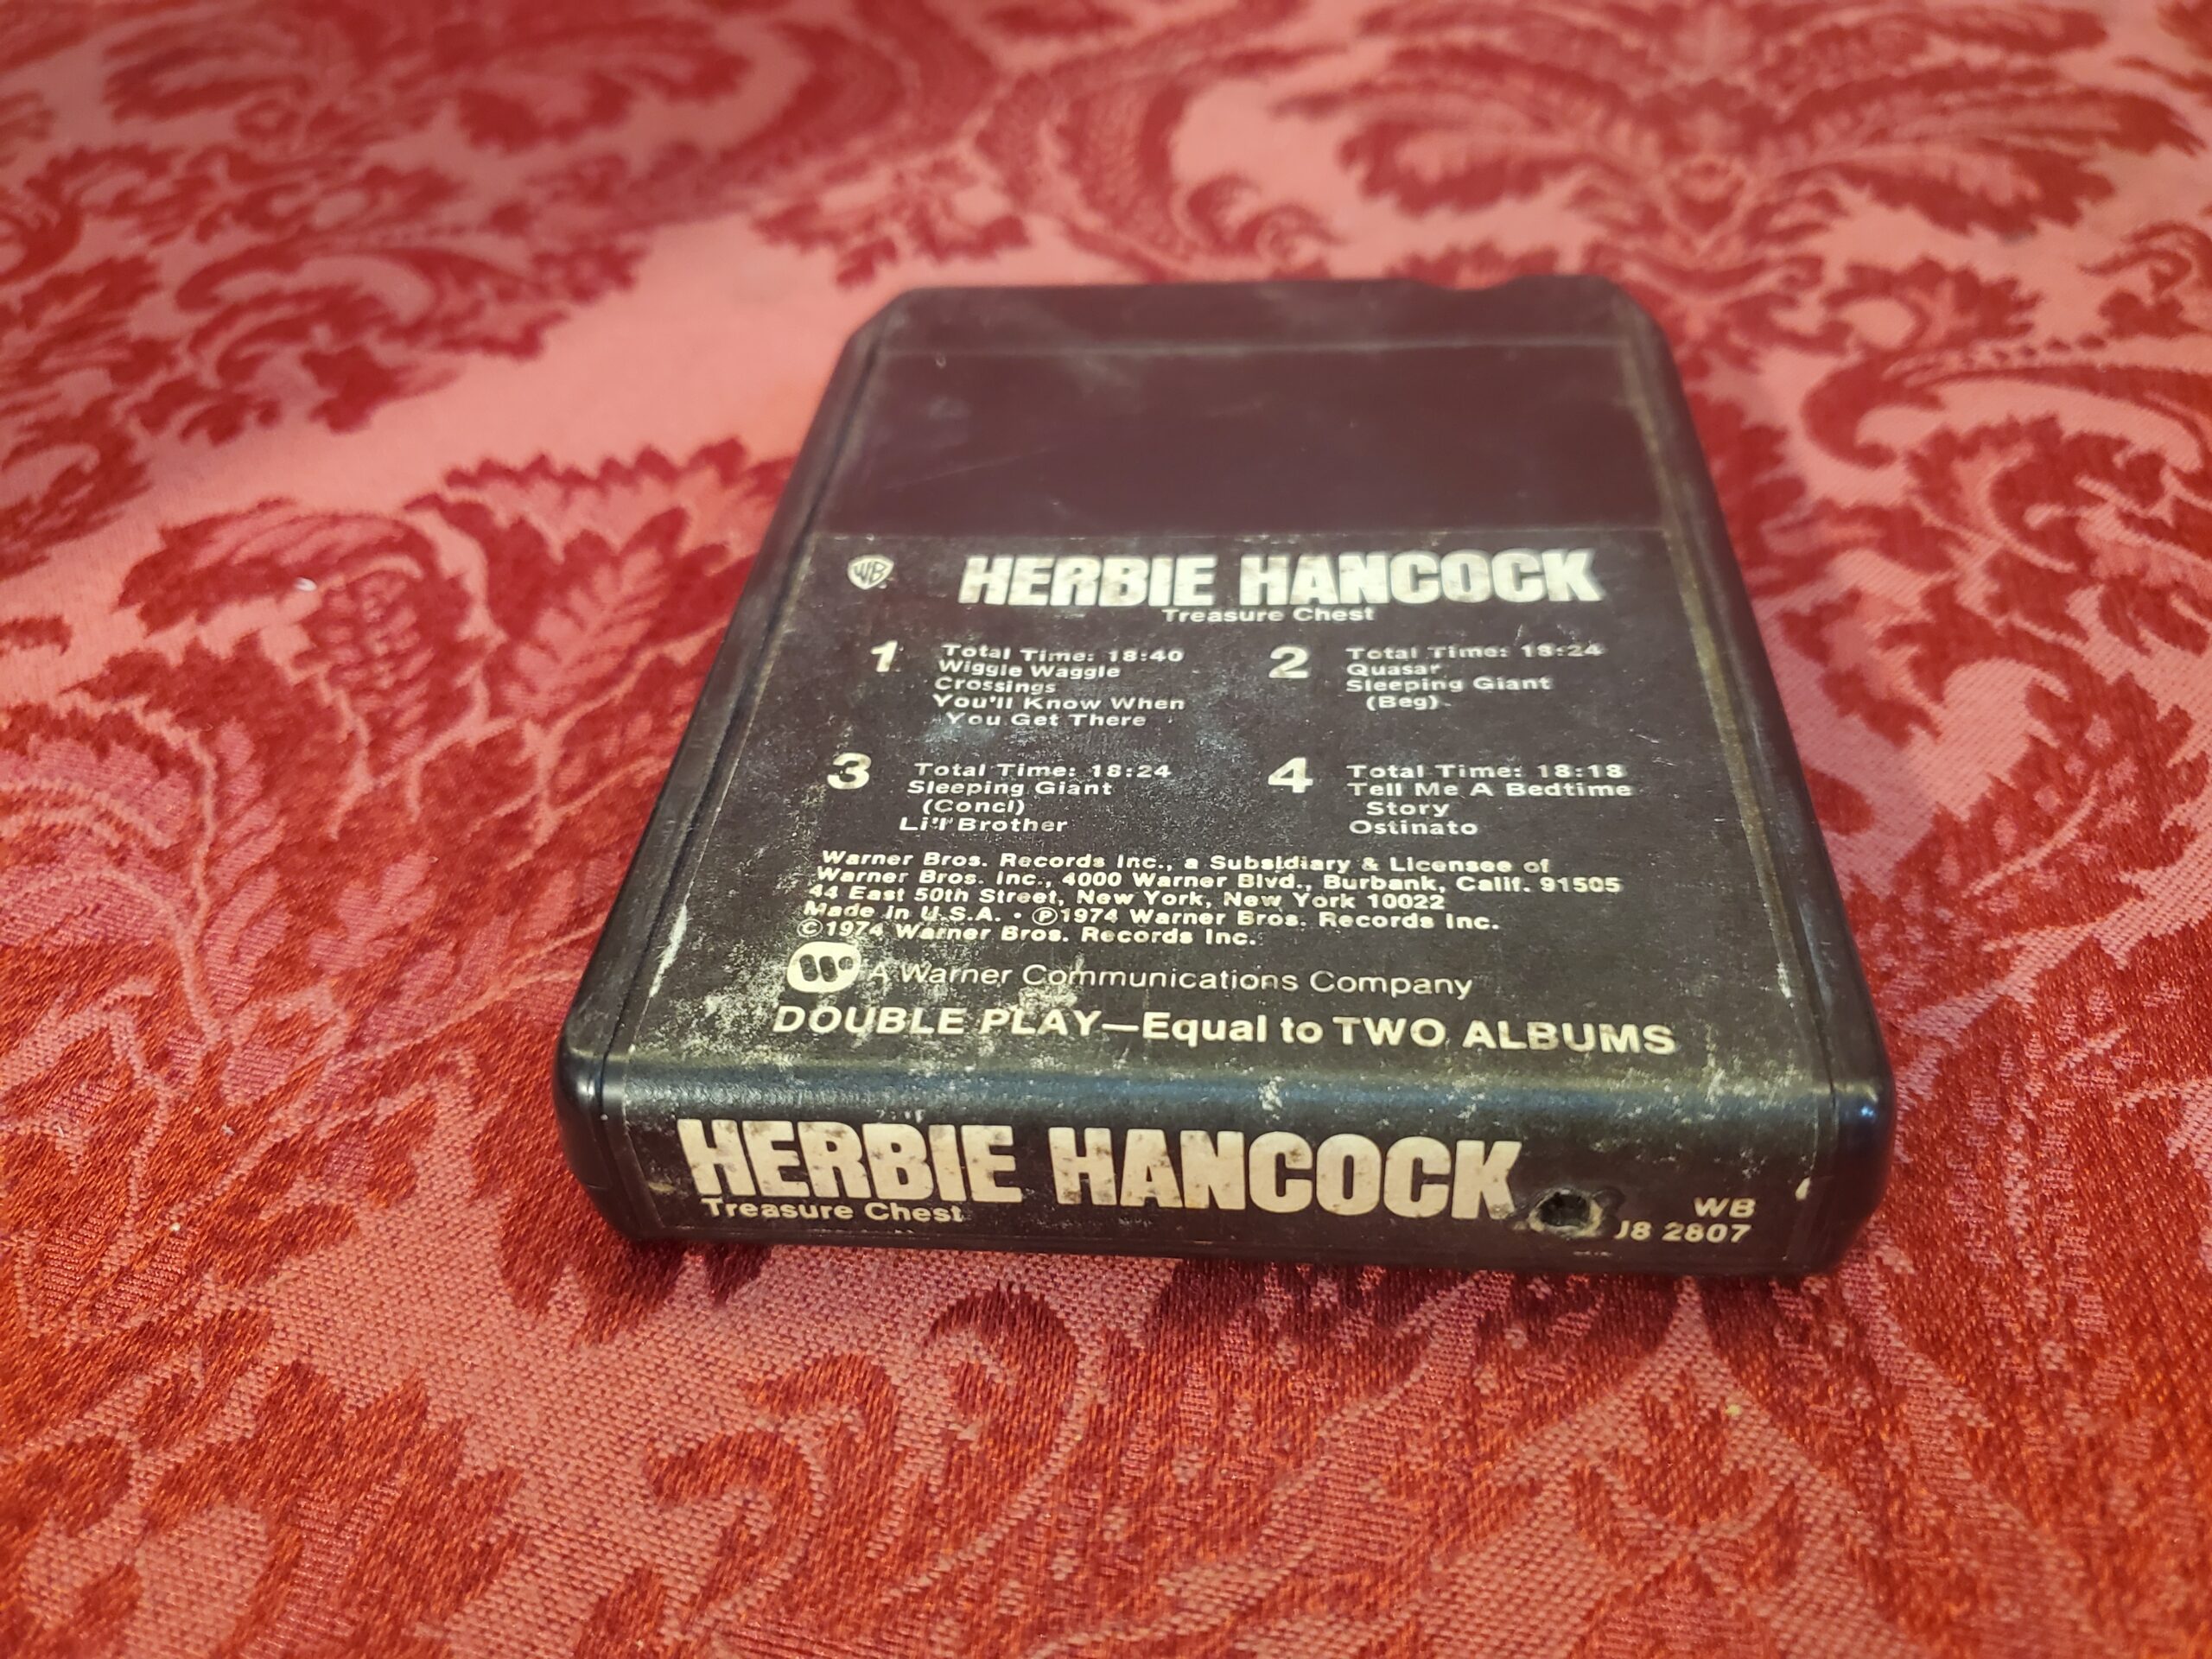 WB
HERBIE HANCOCK
Treasure Chest
1
Total Time: 18:40
Wiggle Waggle
Crossings
You'll Know When
You Get There
2
Total Time: 18:24
Quasar
Sleeping Giant
(Beg)
3
Total Time: 18:24
Sleeping Giant
(Concl)
Li'l Brother
4
Total Time: 18:18
Tell Me A Bedtime
Story
Ostinato
Warner Bros. Records Inc., a Subsidiary & Licensee of
Warner Bros. Inc., 4000 Warner Blvd., Burbank, Calif. 91505
44 East 50th Street, New York, New York 10022
Made in U.S.A. • ℗1974 Warner Bros. Records Inc.
©1974 Warner Bros. Records Inc.
A Warner Communications Company
DOUBLE PLAY—Equal to TWO ALBUMS
HERBIE HANCOCK
Treasure Chest
WB
J8 2807